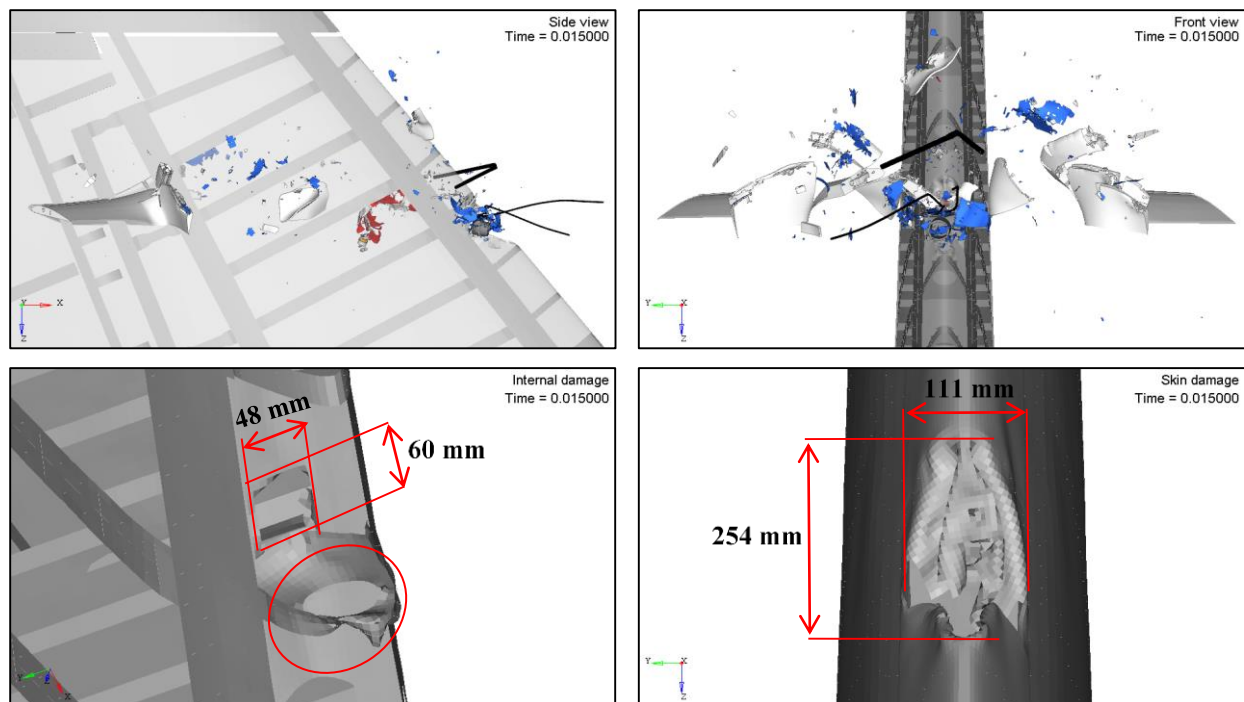 Side view
Time = 0.015000
Y
X
Z
Front view
Time = 0.015000
Y
X
Z
Internal damage
Time = 0.015000
48 mm
60 mm
Y
Z
X
Skin damage
Time = 0.015000
111 mm
254 mm
Y
X
Z